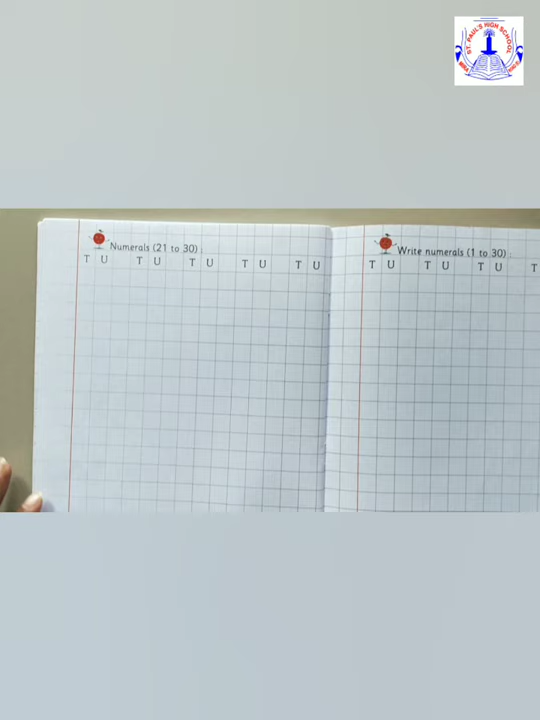 ST. PAUL'S HIGH SCHOOL
Numerals (21 to 30) :
T U T U T U T U T U
Write numerals (1 to 30) :
T U T U T U T